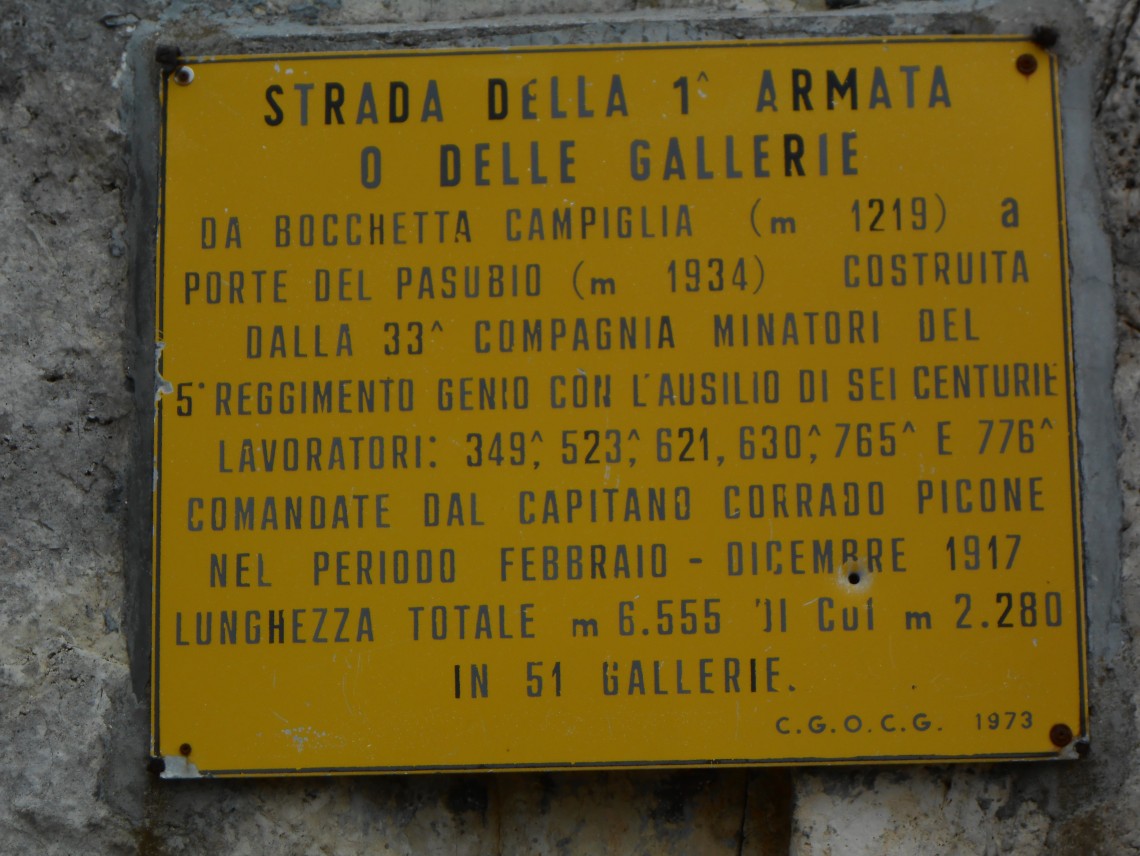 STRADA DELLA 1^ ARMATA
O DELLE GALLERIE
DA BOCCHETTA CAMPIGLIA (m 1219) a
PORTE DEL PASUBIO (m 1934) COSTRUITA
DALLA 33^ COMPAGNIA MINATORI DEL
5° REGGIMENTO GENIO CON L'AUSILIO DI SEI CENTURIE
LAVORATORI: 349^, 523^, 621, 630^, 765^ E 776^
COMANDATE DAL CAPITANO CORRADO PICONE
NEL PERIODO FEBBRAIO - DICEMBRE 1917
LUNGHEZZA TOTALE m 6.555 DI CUI m 2.280
IN 51 GALLERIE.
C.G.O.C.G. 1973